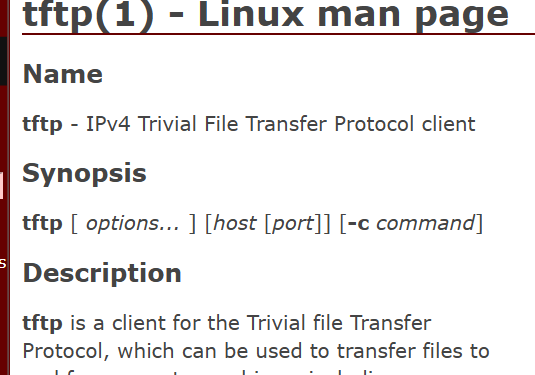 tftp(1) - Linux man page
Name
tftp - IPv4 Trivial File Transfer Protocol client
Synopsis
tftp [ options... ] [host [port]] [-c command]
Description
s
tftp is a client for the Trivial file Transfer
Protocol, which can be used to transfer files to